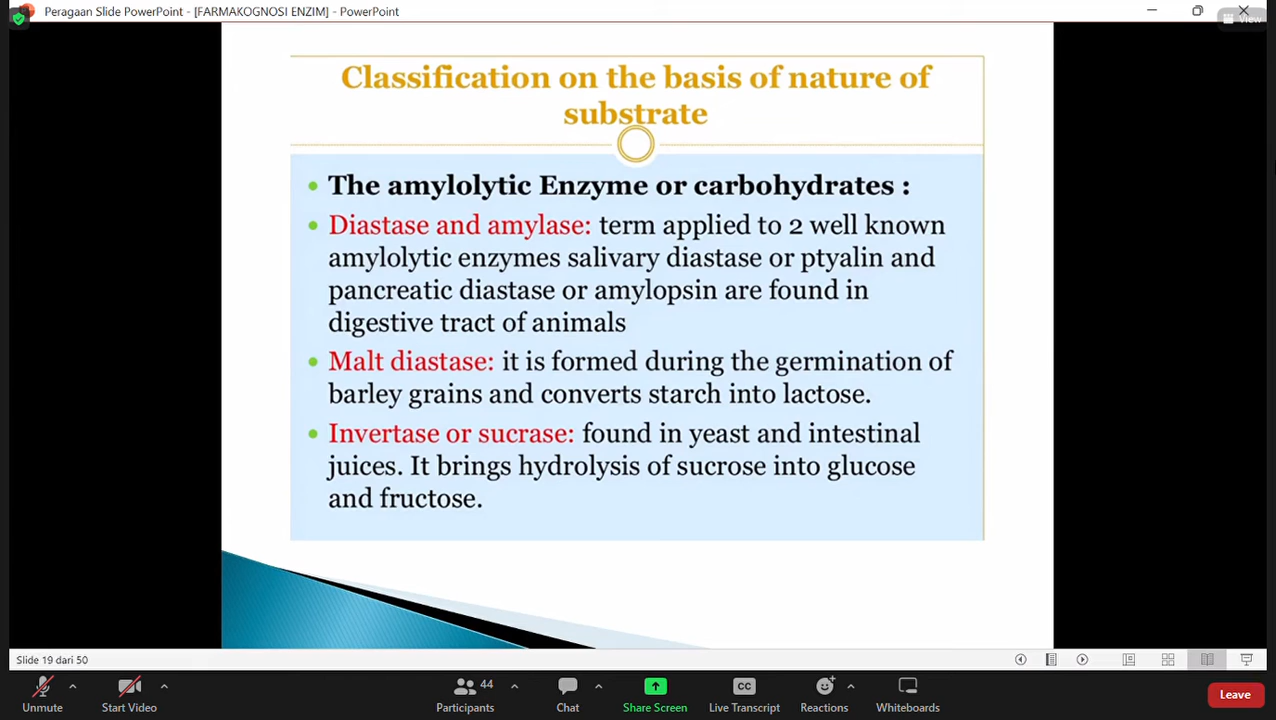 Peragaan Slide PowerPoint - [FARMAKOGNOSI ENZIM] - PowerPoint
View
Classification on the basis of nature of
substrate
The amylolytic Enzyme or carbohydrates :
Diastase and amylase: term applied to 2 well known
amylolytic enzymes salivary diastase or ptyalin and
pancreatic diastase or amylopsin are found in
digestive tract of animals
Malt diastase: it is formed during the germination of
barley grains and converts starch into lactose.
Invertase or sucrase: found in yeast and intestinal
juices. It brings hydrolysis of sucrose into glucose
and fructose.
Slide 19 dari 50
Unmute
Start Video
44
Participants
Chat
Share Screen
CC
Live Transcript
Reactions
Whiteboards
Leave